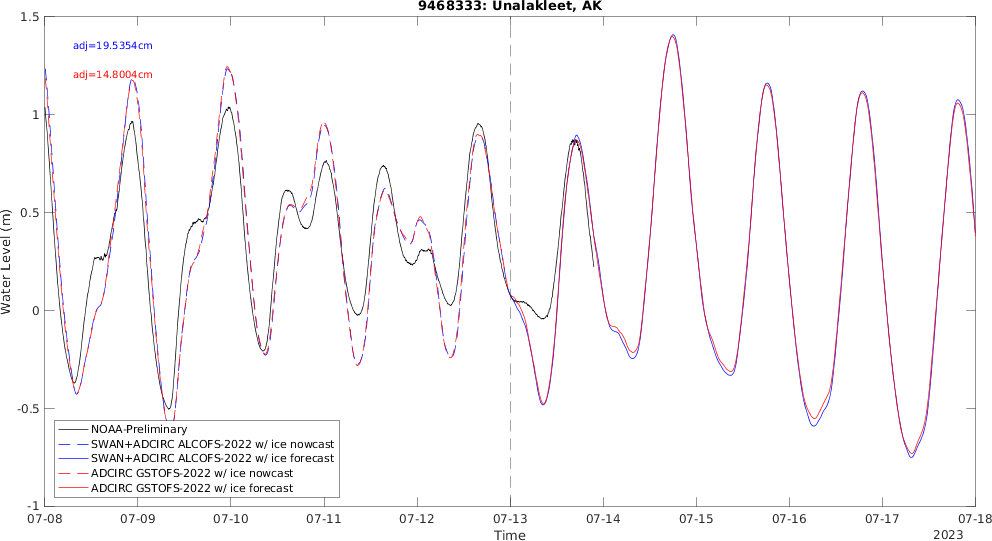 9468333: Unalakleet, AK
adj=19.5354cm
adj=14.8004cm
Water Level (m)
1.5
1
0.5
0
-0.5
-1
NOAA-Preliminary
SWAN+ADCIRC ALCOFS-2022 w/ ice nowcast
SWAN+ADCIRC ALCOFS-2022 w/ ice forecast
ADCIRC GSTOFS-2022 w/ ice nowcast
ADCIRC GSTOFS-2022 w/ ice forecast
07-08 07-09 07-10 07-11 07-12 07-13 07-14 07-15 07-16 07-17 07-18
Time
2023